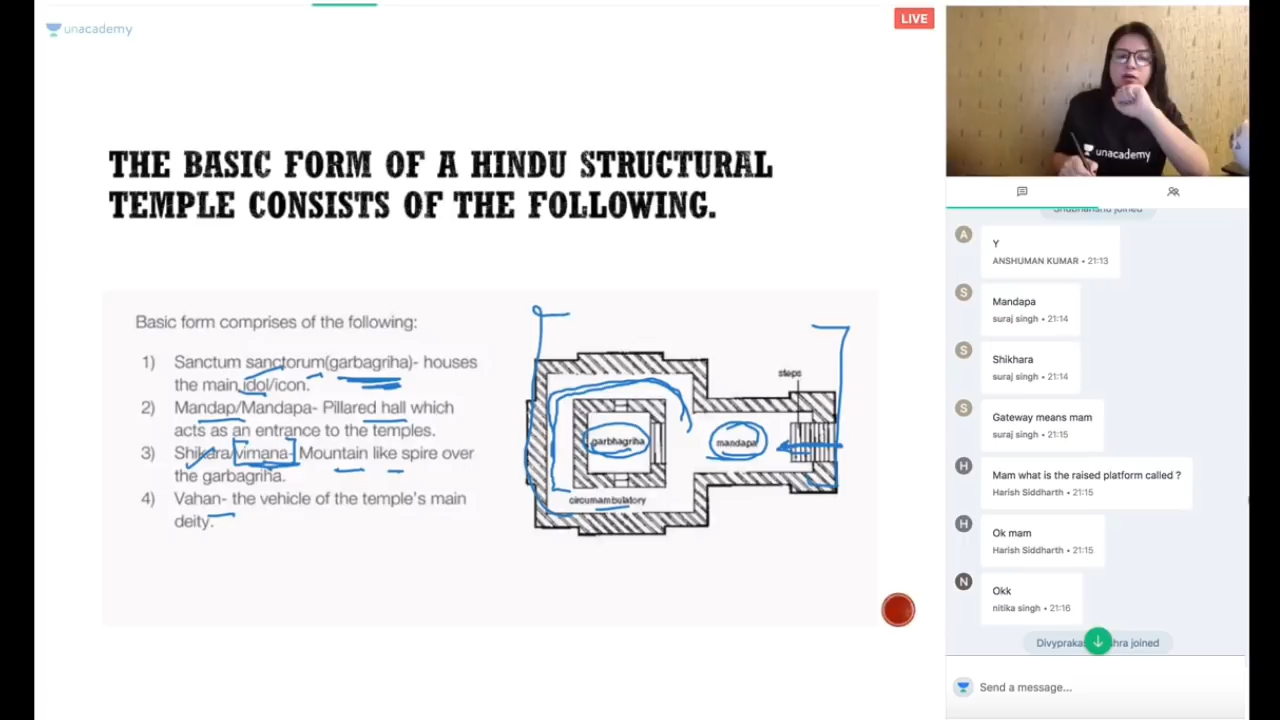 unacademy
LIVE
THE BASIC FORM OF A HINDU STRUCTURAL
TEMPLE CONSISTS OF THE FOLLOWING.
Basic form comprises of the following:
1) Sanctum sanctorum(garbagriha)- houses
the main idol/icon.
2) Mandap/Mandapa- Pillared hall which
acts as an entrance to the temples.
3) Shikara/vimana- Mountain like spire over
the garbagriha.
4) Vahan- the vehicle of the temple's main
deity.
steps
garbhagriha
mandapa
circumambulatory
unacademy
Shubhanshu joined
A
Y
ANSHUMAN KUMAR • 21:13
S
Mandapa
suraj singh • 21:14
S
Shikhara
suraj singh • 21:14
S
Gateway means mam
suraj singh • 21:15
H
Mam what is the raised platform called ?
Harish Siddharth • 21:15
H
Ok mam
Harish Siddharth • 21:15
N
Okk
nitika singh • 21:16
joined
Send a message...